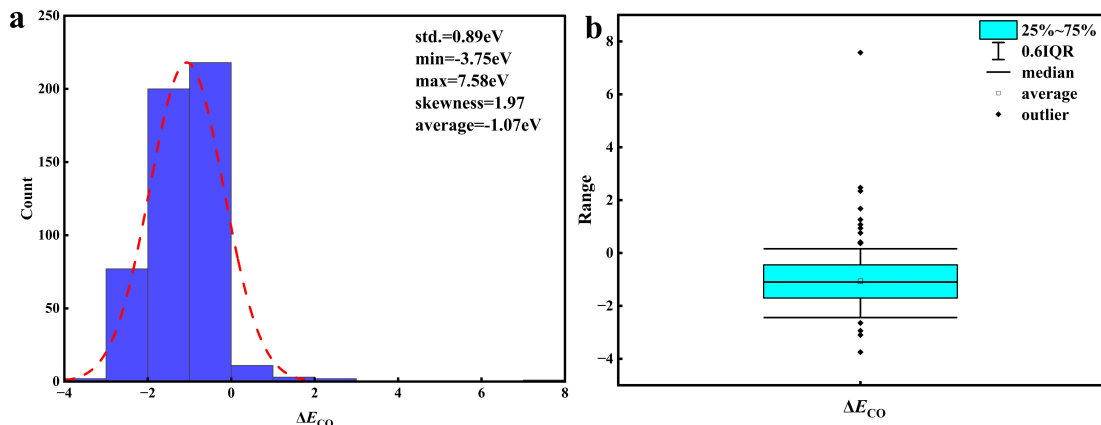 a
250
200
150
100
50
0
Count
−4
−2
0
2
4
6
8
ΔE_CO
std.=0.89eV
min=-3.75eV
max=7.58eV
skewness=1.97
average=-1.07eV
b
8
6
4
2
0
−2
−4
Range
ΔE_CO
25%~75%
0.6IQR
median
average
outlier